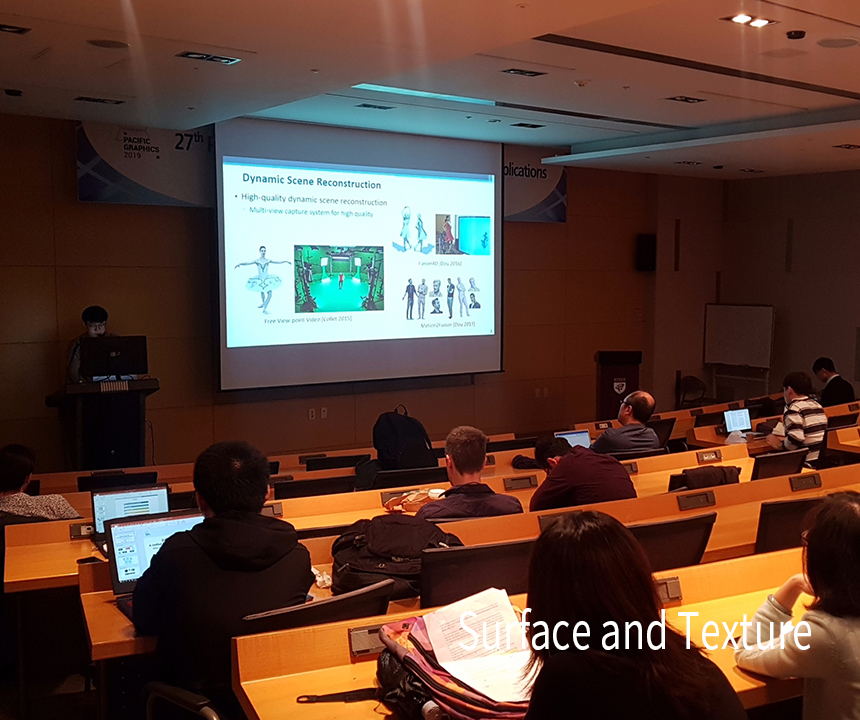 PACIFIC
GRAPHICS
2019
27th
plications
Dynamic Scene Reconstruction
• High-quality dynamic scene reconstruction
Multi-view capture system for high quality
Free View-point Video [Collet 2015]
Fusion4D [Dou 2016]
Motion2Fusion [Dou 2017]
Surface and Texture